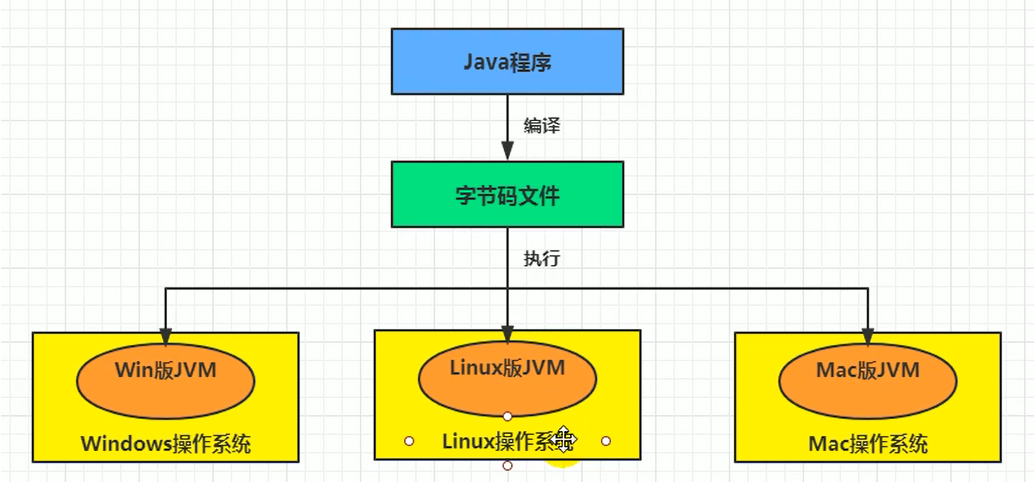 Java程序
编译
字节码文件
执行
Win版JVM
Linux版JVM
Mac版JVM
Windows操作系统
Linux操作系统
Mac操作系统